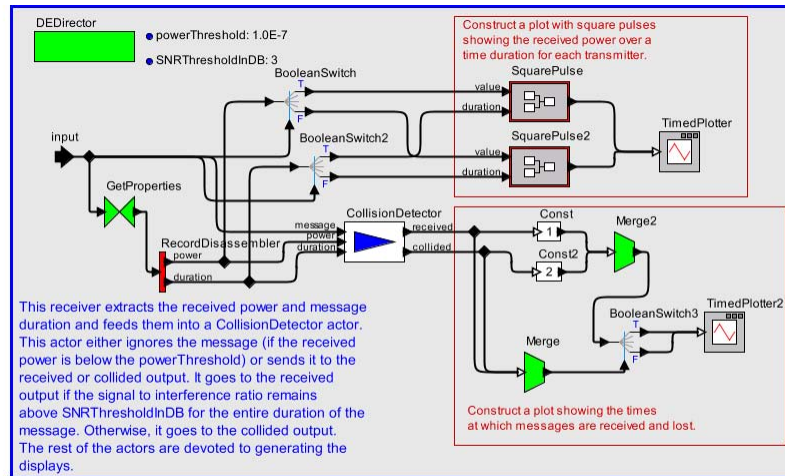 DEDirector
powerThreshold: 1.0E-7
SNRThresholdInDB: 3
Construct a plot with square pulses
showing the received power over a
time duration for each transmitter.
BooleanSwitch
T
F
SquarePulse
value
duration
TimedPlotter
input
BooleanSwitch2
T
F
SquarePulse2
value
duration
GetProperties
RecordDisassembler
power
duration
CollisionDetector
message
power
duration
received
collided
Const
1
Const2
2
Merge2
BooleanSwitch3
T
F
TimedPlotter2
Merge
This receiver extracts the received power and message
duration and feeds them into a CollisionDetector actor.
This actor either ignores the message (if the received
power is below the powerThreshold) or sends it to the
received or collided output. It goes to the received
output if the signal to interference ratio remains
above SNRThresholdInDB for the entire duration of the
message. Otherwise, it goes to the collided output.
The rest of the actors are devoted to generating the
displays.
Construct a plot showing the times
at which messages are received and lost.